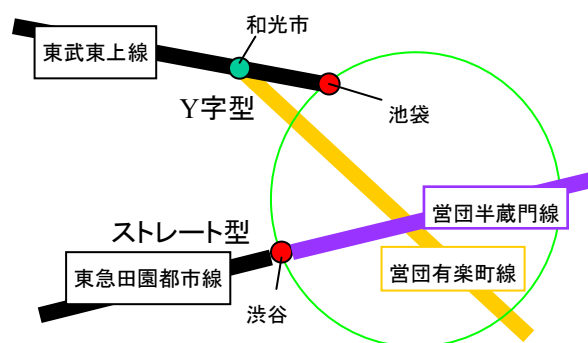 和光市
東武東上線
Y字型
池袋
営団半蔵門線
ストレート型
東急田園都市線
営団有楽町線
渋谷